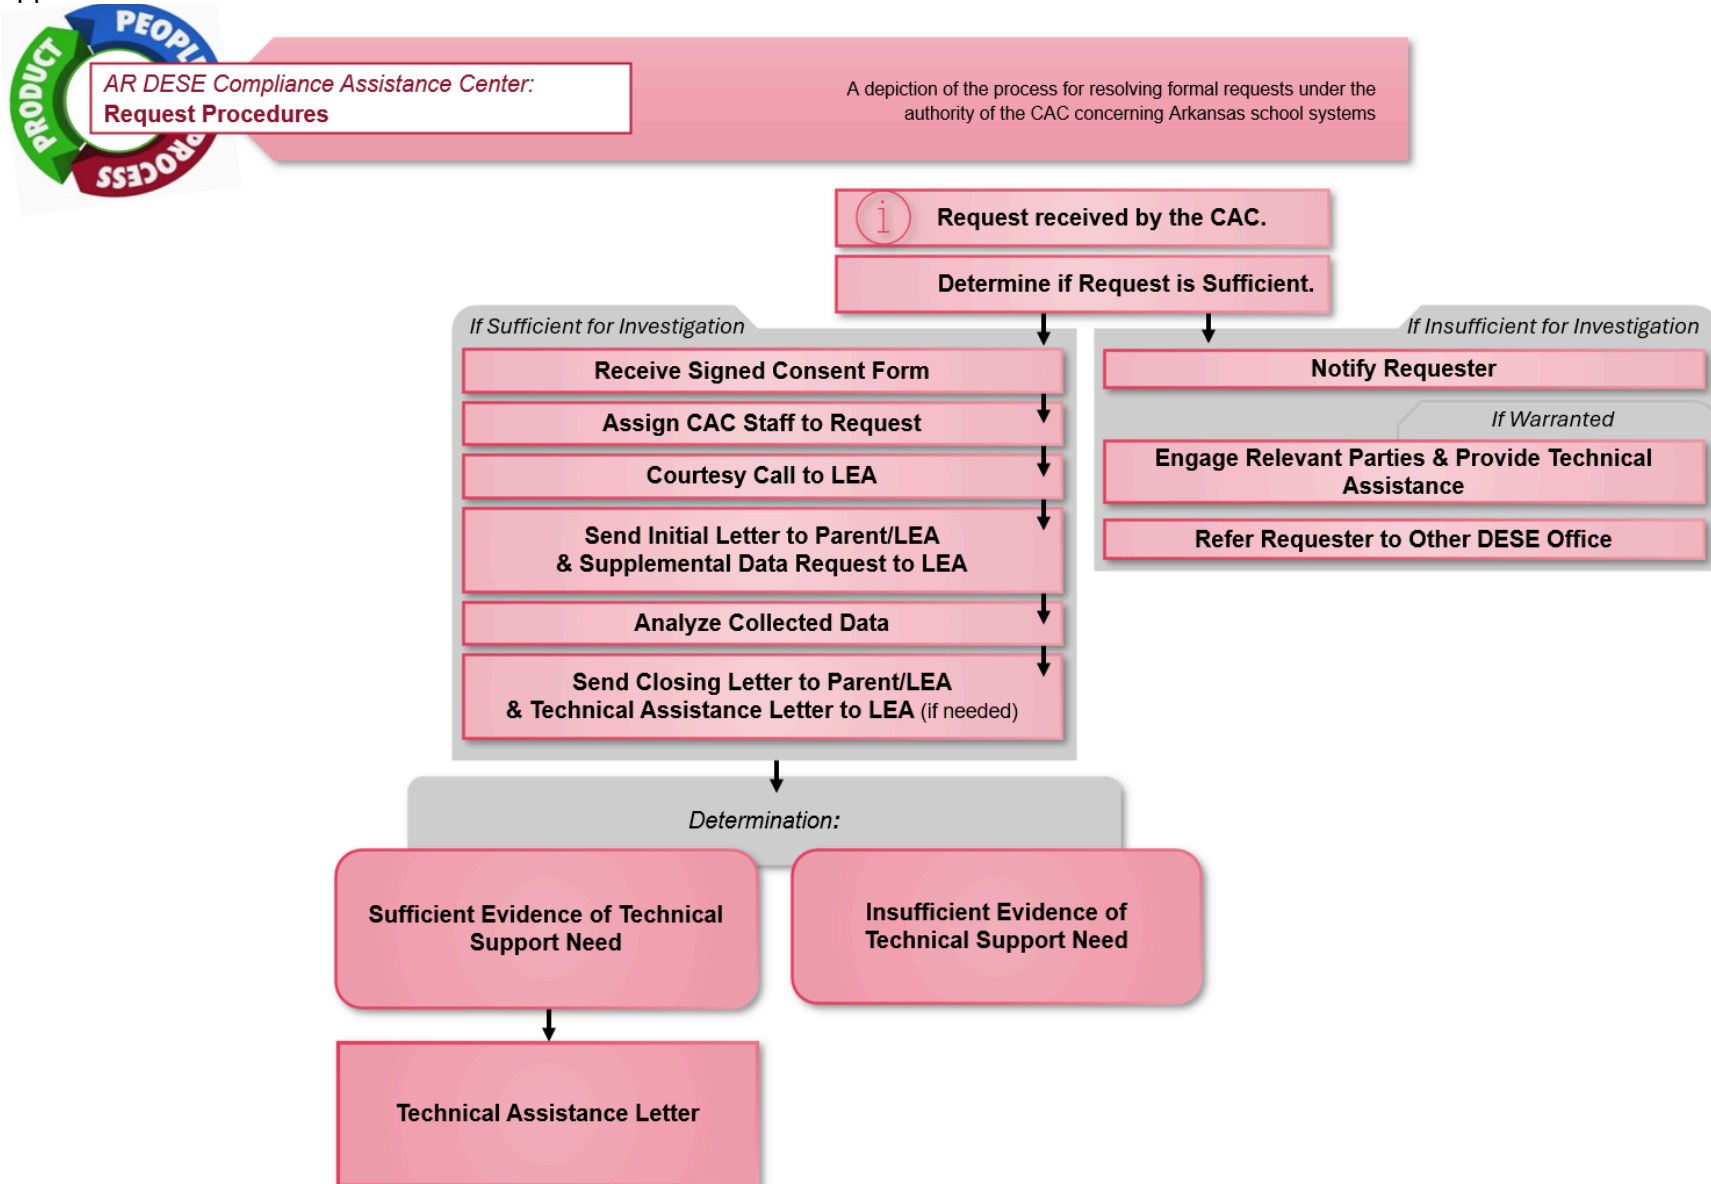 PEOPLE
PRODUCT
PROCESS
AR DESE Compliance Assistance Center:
Request Procedures
A depiction of the process for resolving formal requests under the
authority of the CAC concerning Arkansas school systems
i
Request received by the CAC.
Determine if Request is Sufficient.
If Sufficient for Investigation
Receive Signed Consent Form
Assign CAC Staff to Request
Courtesy Call to LEA
Send Initial Letter to Parent/LEA
& Supplemental Data Request to LEA
Analyze Collected Data
Send Closing Letter to Parent/LEA
& Technical Assistance Letter to LEA (if needed)
If Insufficient for Investigation
Notify Requester
If Warranted
Engage Relevant Parties & Provide Technical
Assistance
Refer Requester to Other DESE Office
Determination:
Sufficient Evidence of Technical
Support Need
Insufficient Evidence of
Technical Support Need
Technical Assistance Letter